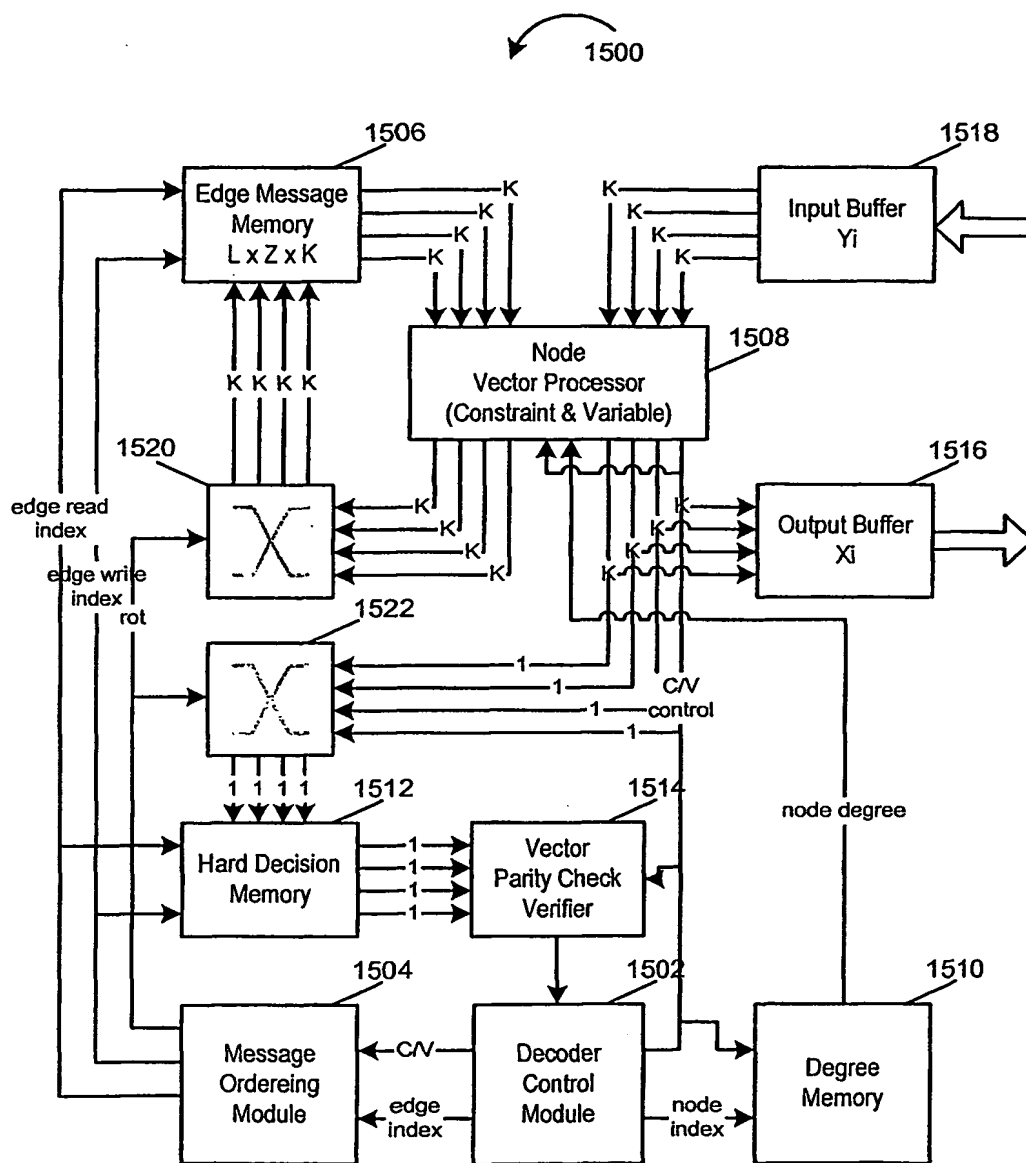 1500
1506
Edge Message
Memory
L x Z x K
K
K
K
K
1518
Input Buffer
Yi
K
K
K
K
1508
Node
Vector Processor
(Constraint & Variable)
K
K
K
K
1520
edge read
index
edge write
index
rot
K
K
K
K
1516
Output Buffer
Xi
K
K
K
K
1522
1
1
1
1
C/V
control
1
1
1
1
1512
Hard Decision
Memory
1
1
1
1
1514
Vector
Parity Check
Verifier
node degree
1504
Message
Ordereing
Module
C/V
edge
index
1502
Decoder
Control
Module
node
index
1510
Degree
Memory